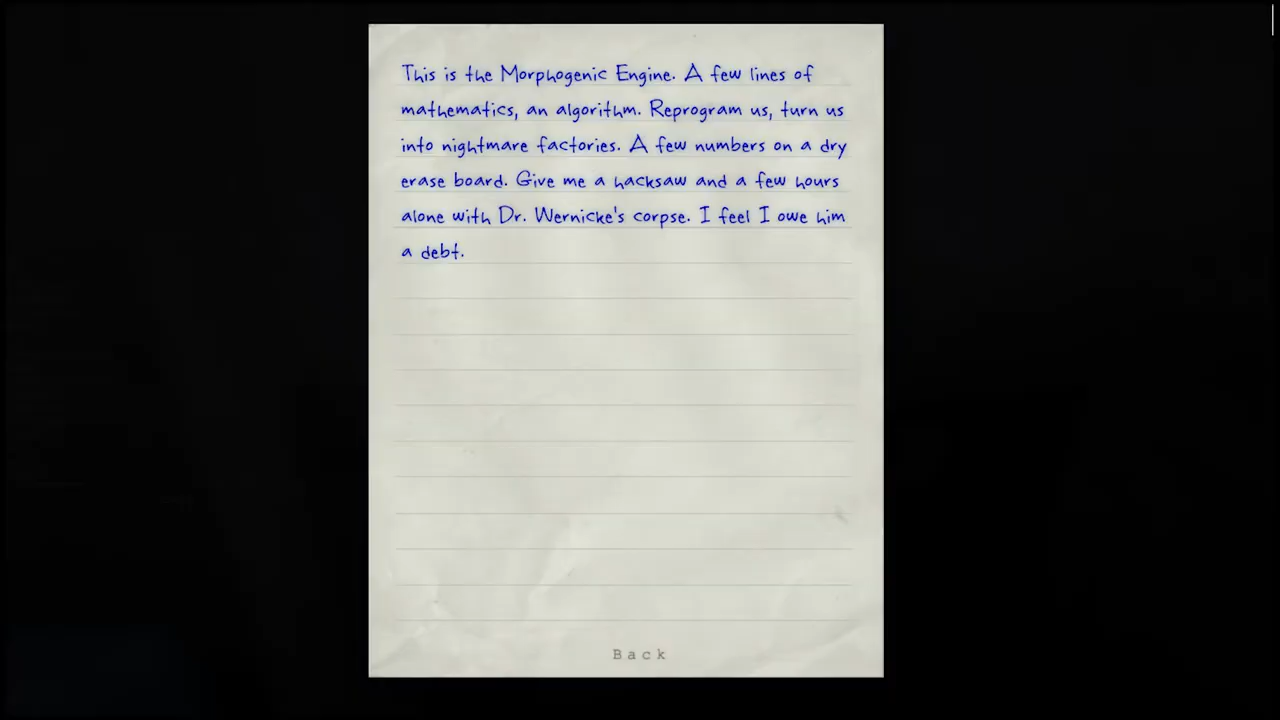 This is the Morphogenic Engine. A few lines of
mathematics, an algorithm. Reprogram us, turn us
into nightmare factories. A few numbers on a dry
erase board. Give me a hacksaw and a few hours
alone with Dr. Wernicke's corpse. I feel I owe him
a debt.
Back